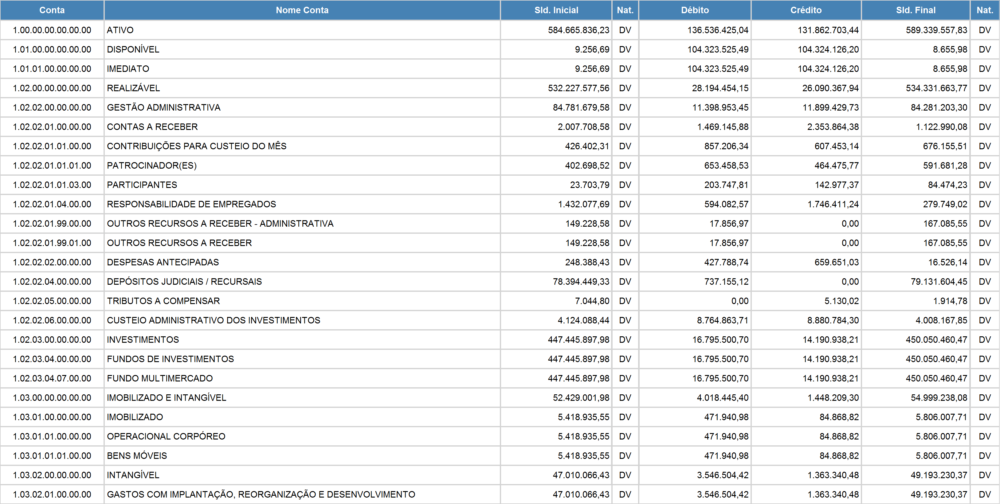 Conta Nome Conta Sld. Inicial Nat. Débito Crédito Sld. Final Nat.
1.00.00.00.00.00.00 ATIVO 584.665.836,23 DV 136.536.425,04 131.862.703,44 589.339.557,83 DV
1.01.00.00.00.00.00 DISPONÍVEL 9.256,69 DV 104.323.525,49 104.324.126,20 8.655,98 DV
1.01.01.00.00.00.00 IMEDIATO 9.256,69 DV 104.323.525,49 104.324.126,20 8.655,98 DV
1.02.00.00.00.00.00 REALIZÁVEL 532.227.577,56 DV 28.194.454,15 26.090.367,94 534.331.663,77 DV
1.02.02.00.00.00.00 GESTÃO ADMINISTRATIVA 84.781.679,58 DV 11.398.953,45 11.899.429,73 84.281.203,30 DV
1.02.02.01.00.00.00 CONTAS A RECEBER 2.007.708,58 DV 1.469.145,88 2.353.864,38 1.122.990,08 DV
1.02.02.01.01.00.00 CONTRIBUIÇÕES PARA CUSTEIO DO MÊS 426.402,31 DV 857.206,34 607.453,14 676.155,51 DV
1.02.02.01.01.01.00 PATROCINADOR(ES) 402.698,52 DV 653.458,53 464.475,77 591.681,28 DV
1.02.02.01.01.03.00 PARTICIPANTES 23.703,79 DV 203.747,81 142.977,37 84.474,23 DV
1.02.02.01.04.00.00 RESPONSABILIDADE DE EMPREGADOS 1.432.077,69 DV 594.082,57 1.746.411,24 279.749,02 DV
1.02.02.01.99.00.00 OUTROS RECURSOS A RECEBER - ADMINISTRATIVA 149.228,58 DV 17.856,97 0,00 167.085,55 DV
1.02.02.01.99.01.00 OUTROS RECURSOS A RECEBER 149.228,58 DV 17.856,97 0,00 167.085,55 DV
1.02.02.02.00.00.00 DESPESAS ANTECIPADAS 248.388,43 DV 427.788,74 659.651,03 16.526,14 DV
1.02.02.04.00.00.00 DEPÓSITOS JUDICIAIS / RECURSAIS 78.394.449,33 DV 737.155,12 0,00 79.131.604,45 DV
1.02.02.05.00.00.00 TRIBUTOS A COMPENSAR 7.044,80 DV 0,00 5.130,02 1.914,78 DV
1.02.02.06.00.00.00 CUSTEIO ADMINISTRATIVO DOS INVESTIMENTOS 4.124.088,44 DV 8.764.863,71 8.880.784,30 4.008.167,85 DV
1.02.03.00.00.00.00 INVESTIMENTOS 447.445.897,98 DV 16.795.500,70 14.190.938,21 450.050.460,47 DV
1.02.03.04.00.00.00 FUNDOS DE INVESTIMENTOS 447.445.897,98 DV 16.795.500,70 14.190.938,21 450.050.460,47 DV
1.02.03.04.07.00.00 FUNDO MULTIMERCADO 447.445.897,98 DV 16.795.500,70 14.190.938,21 450.050.460,47 DV
1.03.00.00.00.00.00 IMOBILIZADO E INTANGÍVEL 52.429.001,98 DV 4.018.445,40 1.448.209,30 54.999.238,08 DV
1.03.01.00.00.00.00 IMOBILIZADO 5.418.935,55 DV 471.940,98 84.868,82 5.806.007,71 DV
1.03.01.01.00.00.00 OPERACIONAL CORPÓREO 5.418.935,55 DV 471.940,98 84.868,82 5.806.007,71 DV
1.03.01.01.01.00.00 BENS MÓVEIS 5.418.935,55 DV 471.940,98 84.868,82 5.806.007,71 DV
1.03.02.00.00.00.00 INTANGÍVEL 47.010.066,43 DV 3.546.504,42 1.363.340,48 49.193.230,37 DV
1.03.02.01.00.00.00 GASTOS COM IMPLANTAÇÃO, REORGANIZAÇÃO E DESENVOLVIMENTO 47.010.066,43 DV 3.546.504,42 1.363.340,48 49.193.230,37 DV